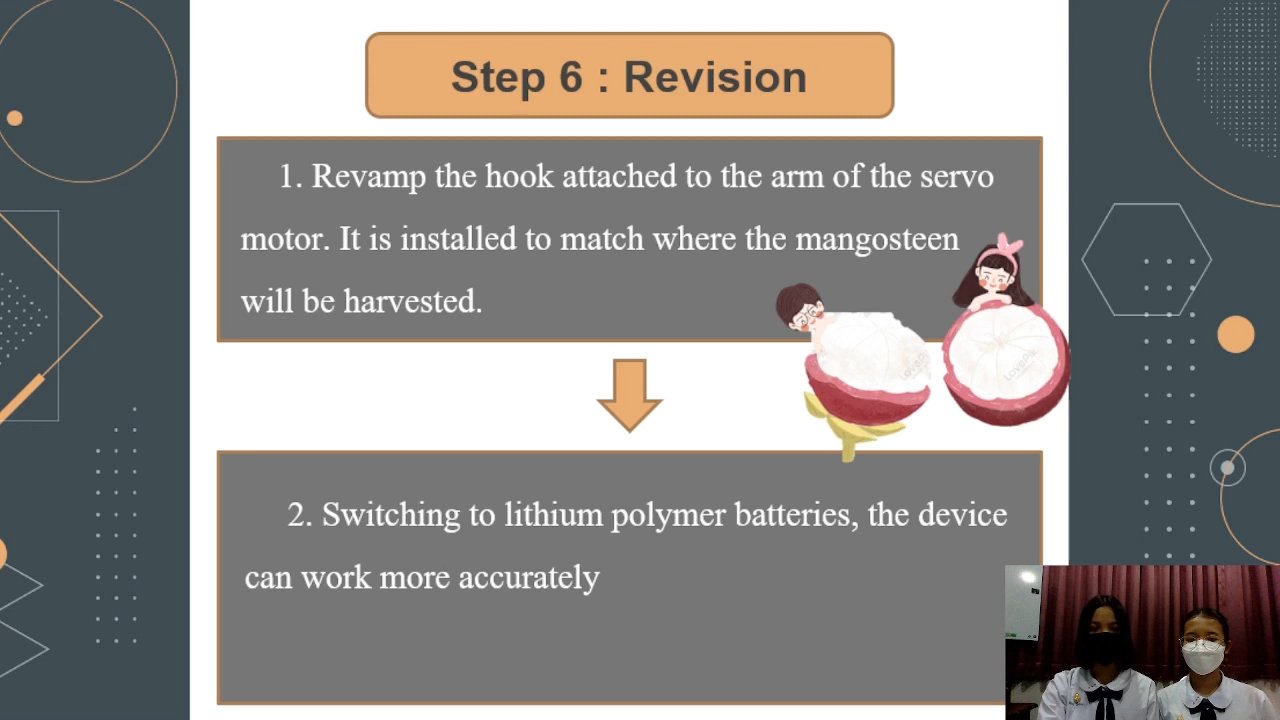 Step 6 : Revision
1. Revamp the hook attached to the arm of the servo
motor. It is installed to match where the mangosteen
will be harvested.
2. Switching to lithium polymer batteries, the device
can work more accurately